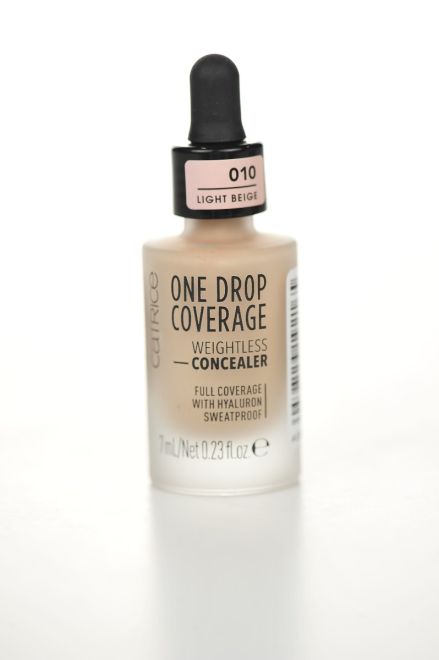 010
LIGHT BEIGE
CATRICE
ONE DROP
COVERAGE
WEIGHTLESS
—CONCEALER
FULL COVERAGE
WITH HYALURON
SWEATPROOF
7 mL/Net 0.23 fl.oz. ℮